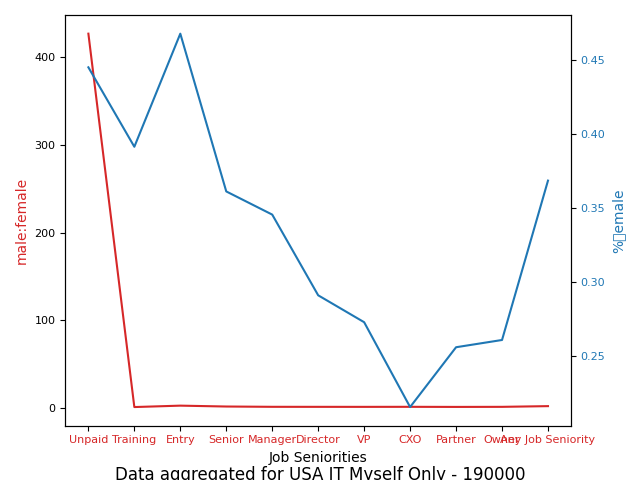 400
300
200
100
0
male:female
0.45
0.40
0.35
0.30
0.25
%▯emale
Unpaid Training Entry Senior Manager Director VP CXO Partner Owner Any Job Seniority
Job Seniorities
Data aggregated for USA IT Myself Only - 190000